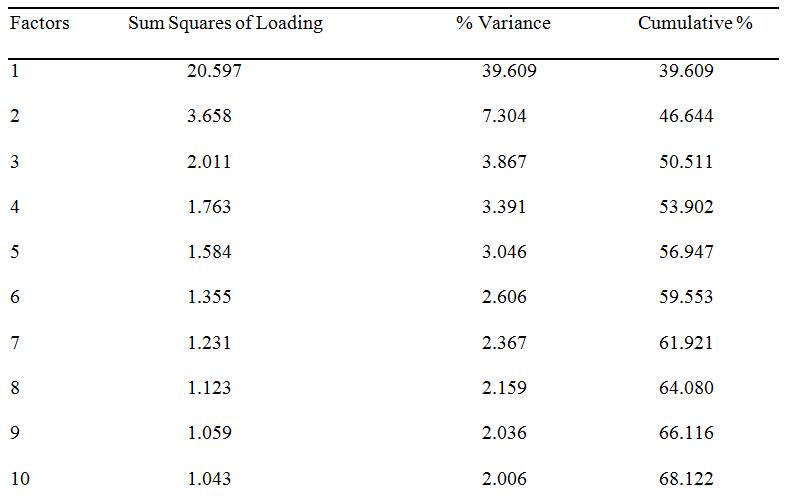 Factors Sum Squares of Loading % Variance Cumulative %
1 20.597 39.609 39.609
2 3.658 7.304 46.644
3 2.011 3.867 50.511
4 1.763 3.391 53.902
5 1.584 3.046 56.947
6 1.355 2.606 59.553
7 1.231 2.367 61.921
8 1.123 2.159 64.080
9 1.059 2.036 66.116
10 1.043 2.006 68.122